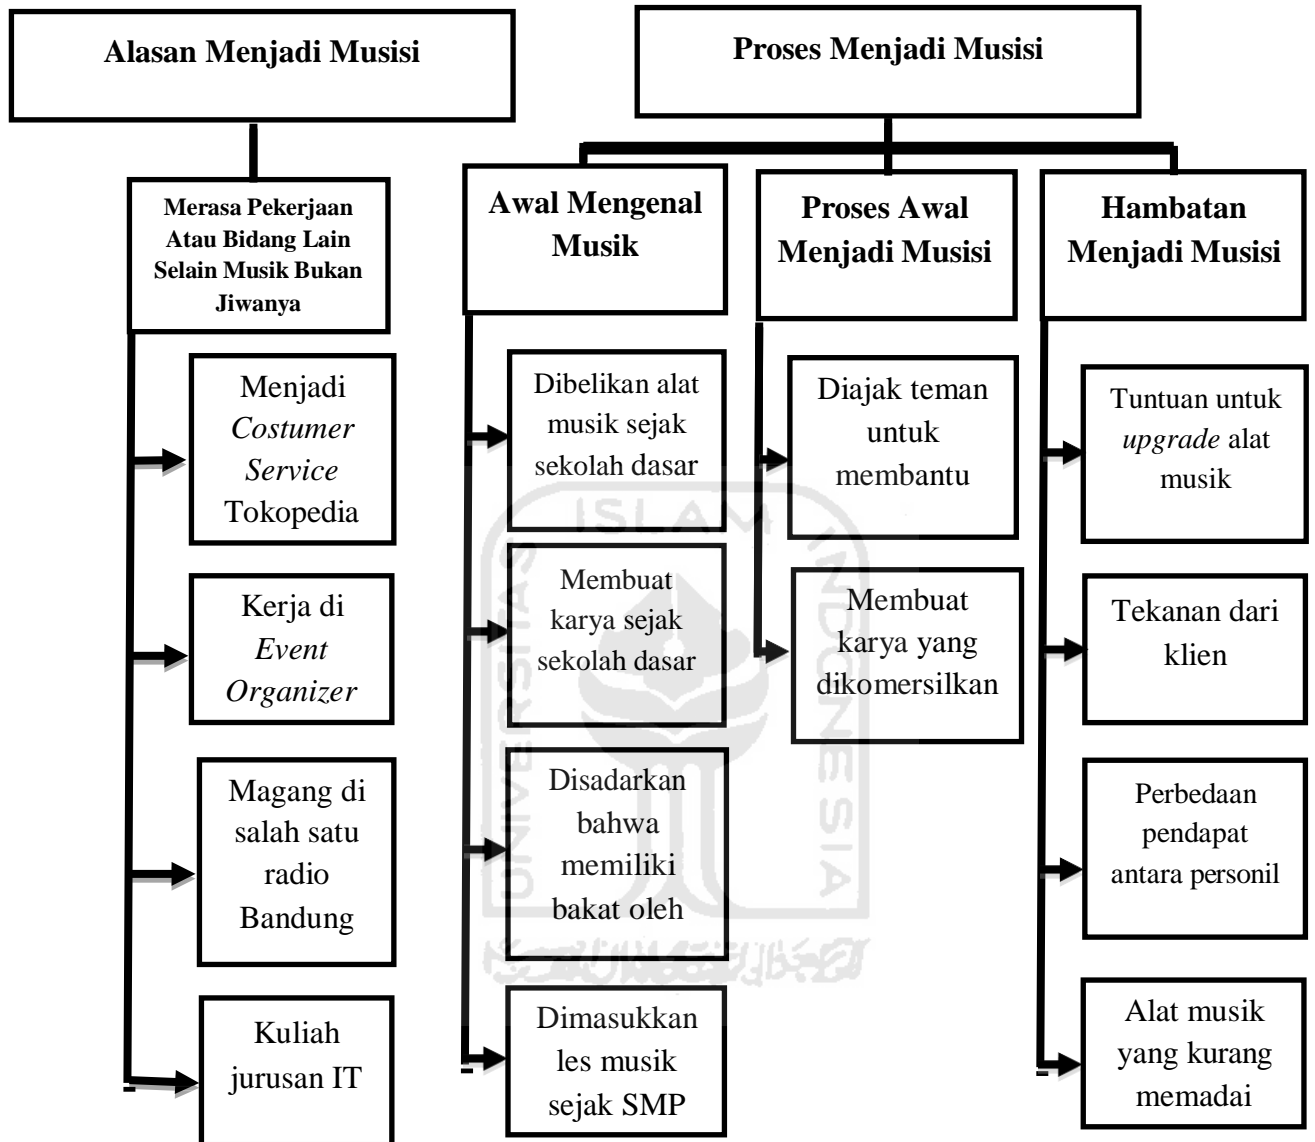 Alasan Menjadi Musisi
Proses Menjadi Musisi
Merasa Pekerjaan
Atau Bidang Lain
Selain Musik Bukan
Jiwanya
Menjadi
Costumer
Service
Tokopedia
Kerja di
Event
Organizer
Magang di
salah satu
radio
Bandung
Kuliah
jurusan IT
Awal Mengenal
Musik
Dibelikan alat
musik sejak
sekolah dasar
Membuat
karya sejak
sekolah dasar
Disadarkan
bahwa
memiliki
bakat oleh
Dimasukkan
les musik
sejak SMP
Proses Awal
Menjadi Musisi
Diajak teman
untuk
membantu
Membuat
karya yang
dikomersilkan
Hambatan
Menjadi Musisi
Tuntuan untuk
upgrade alat
musik
Tekanan dari
klien
Perbedaan
pendapat
antara personil
Alat musik
yang kurang
memadai
UNIVERSITAS
ISLAM
INDONESIA